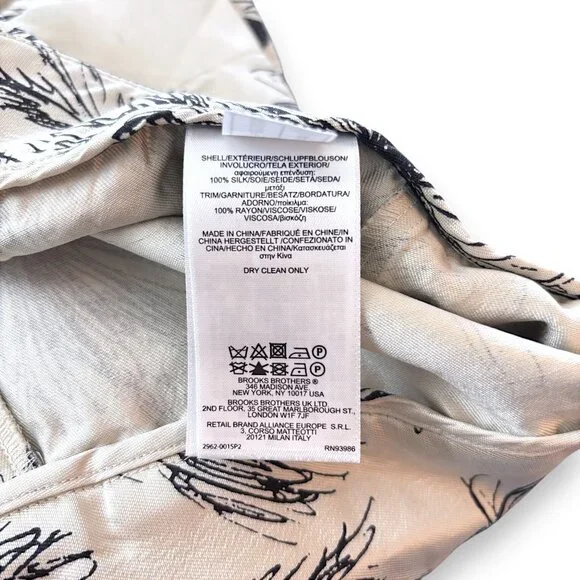 SHELL/EXTÉRIEUR/SCHLUPFBLOUSON/
INVOLUCRO/TELA EXTERIOR/
αφαιρούμενη επένδυση:
100% SILK/SOIE/SEIDE/SETA/SEDA/
μετάξι
TRIM/GARNITURE/BESATZ/BORDATURA/
ADORNO/ποίκιλμα:
100% RAYON/VISCOSE/VISKOSE/
VISCOSA/βισκόζη
MADE IN CHINA/FABRIQUÉ EN CHINE/IN
CHINA HERGESTELLT /CONFEZIONATO IN
CINA/HECHO EN CHINA/Κατασκευάζεται
στην Κίνα
DRY CLEAN ONLY
BROOKS BROTHERS ®
346 MADISON AVE
NEW YORK, NY 10017 USA
BROOKS BROTHERS UK LTD.
2ND FLOOR, 35 GREAT MARLBOROUGH ST.,
LONDON W1F 7JF
RETAIL BRAND ALLIANCE EUROPE S.R.L.
3, CORSO MATTEOTTI
20121 MILAN ITALY
2962-0015P2 RN93986